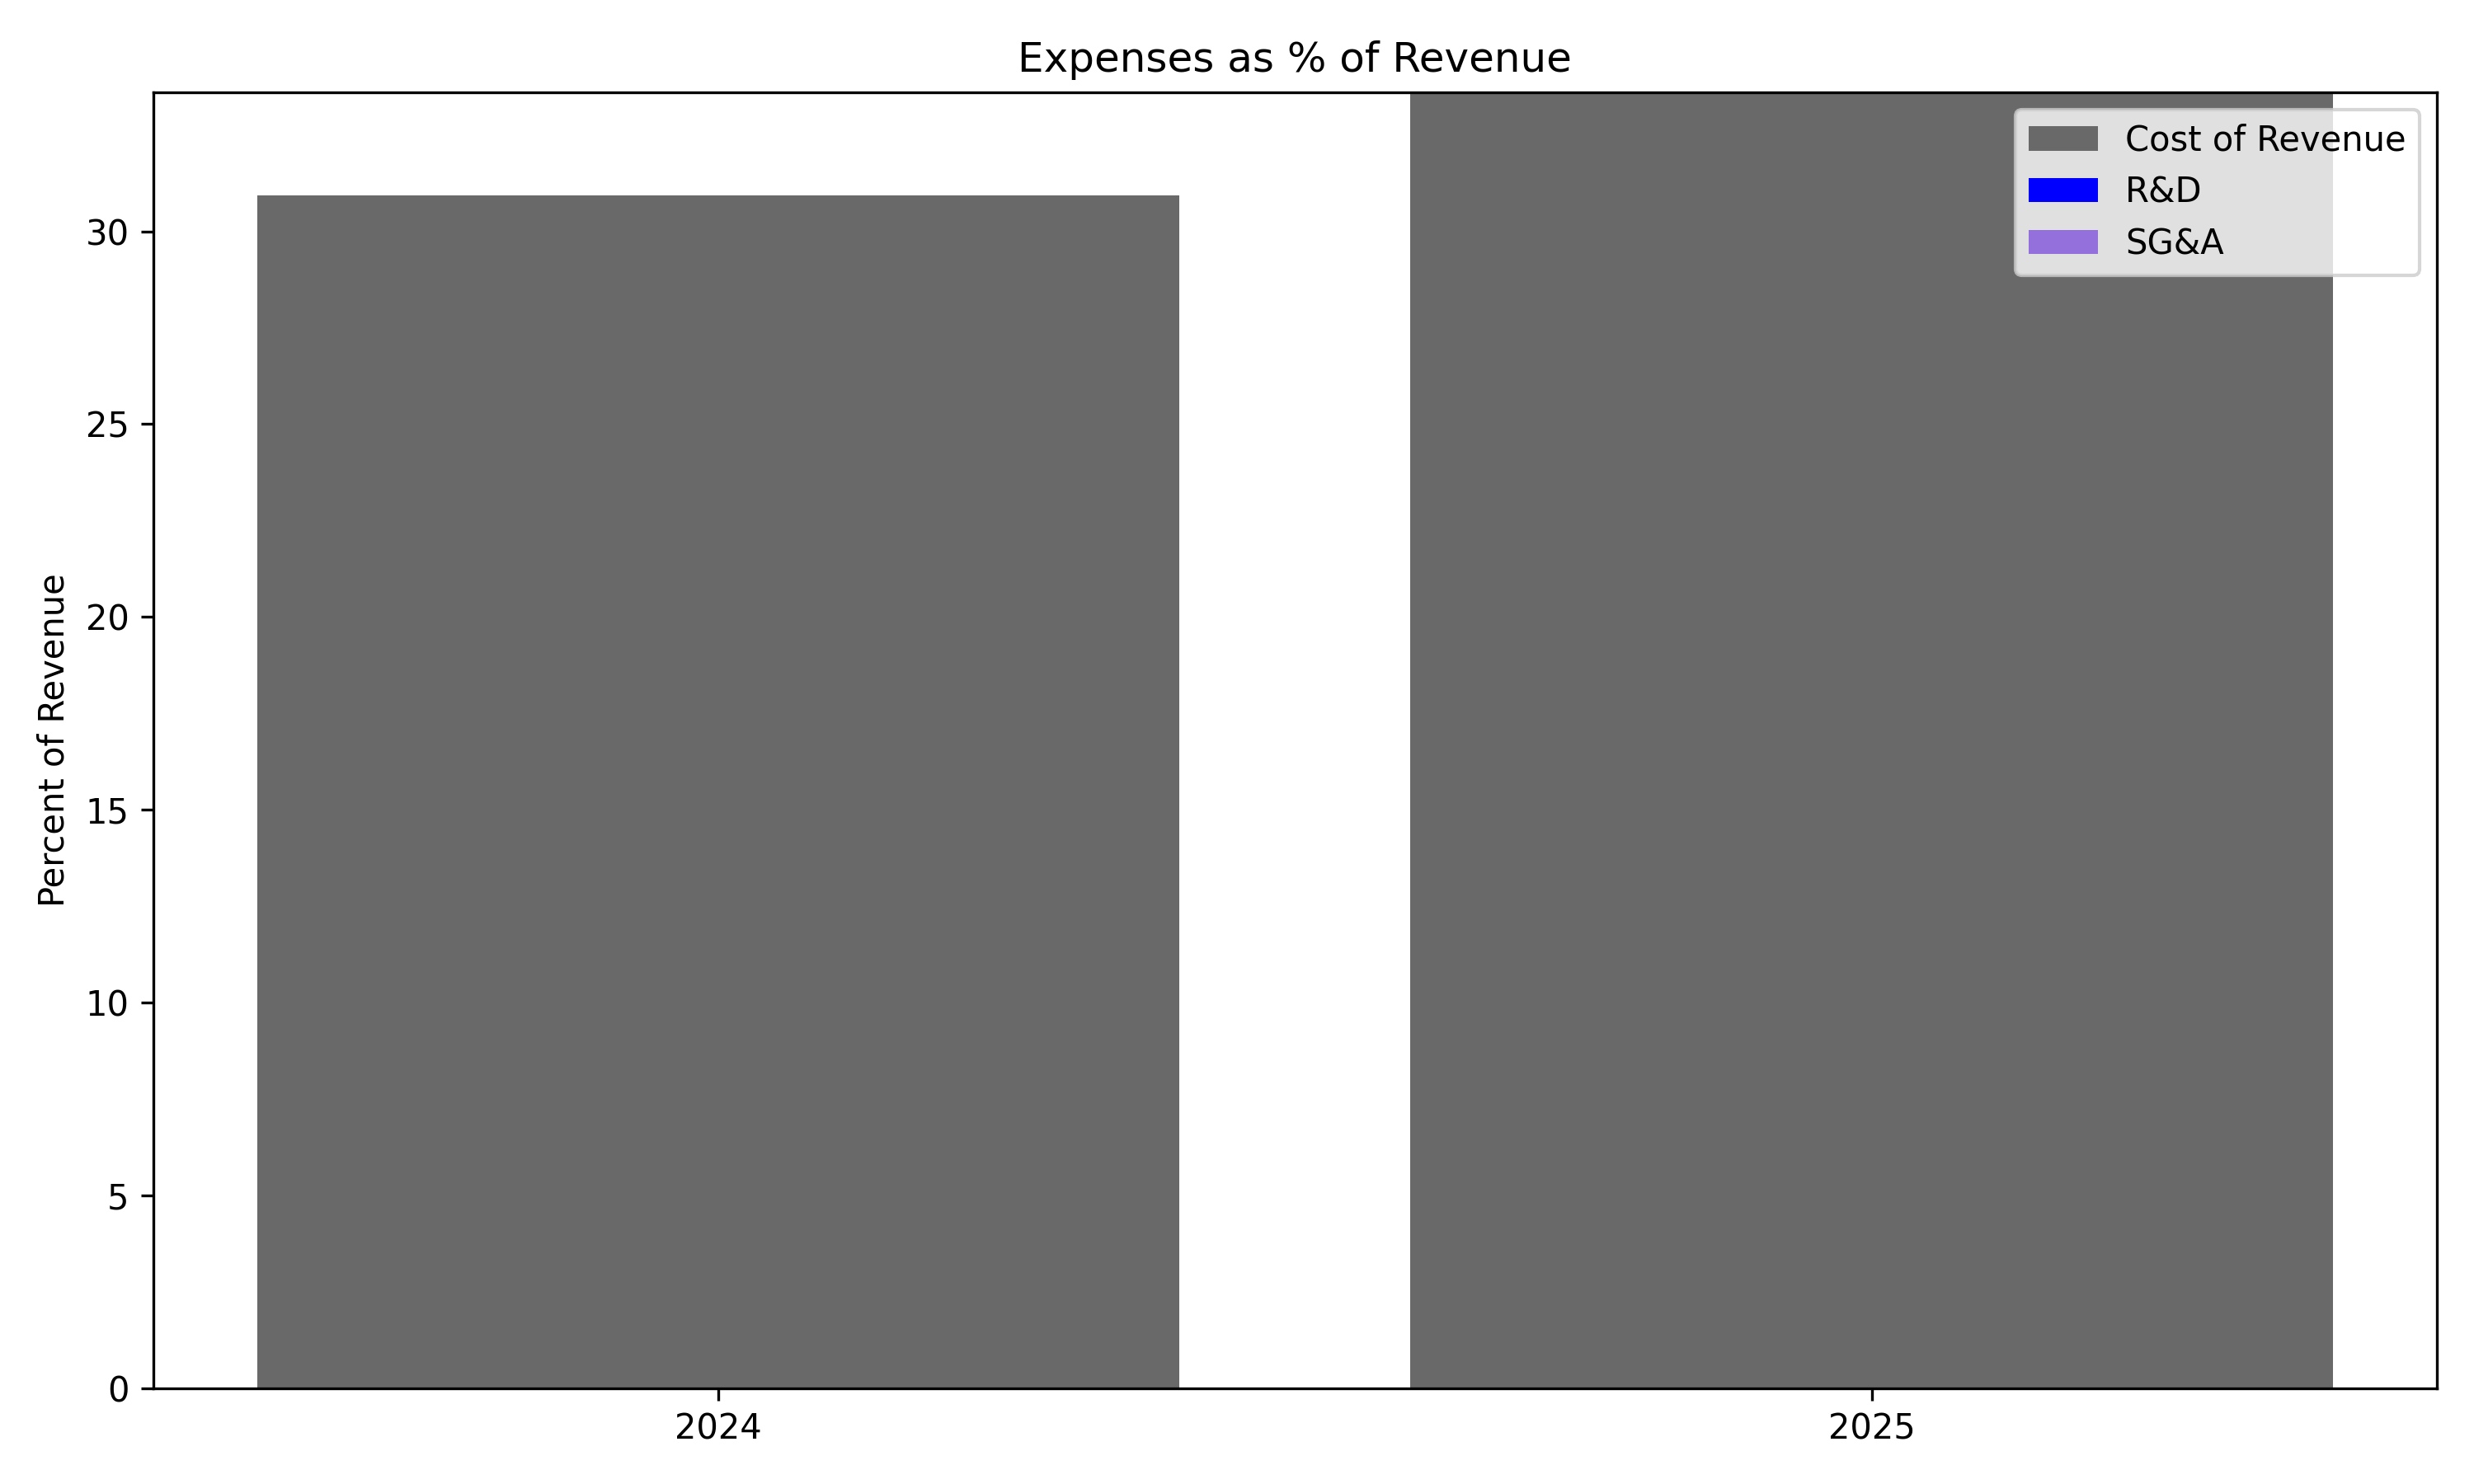 Expenses as % of Revenue
Cost of Revenue
R&D
SG&A
Percent of Revenue
30
25
20
15
10
5
0
2024
2025